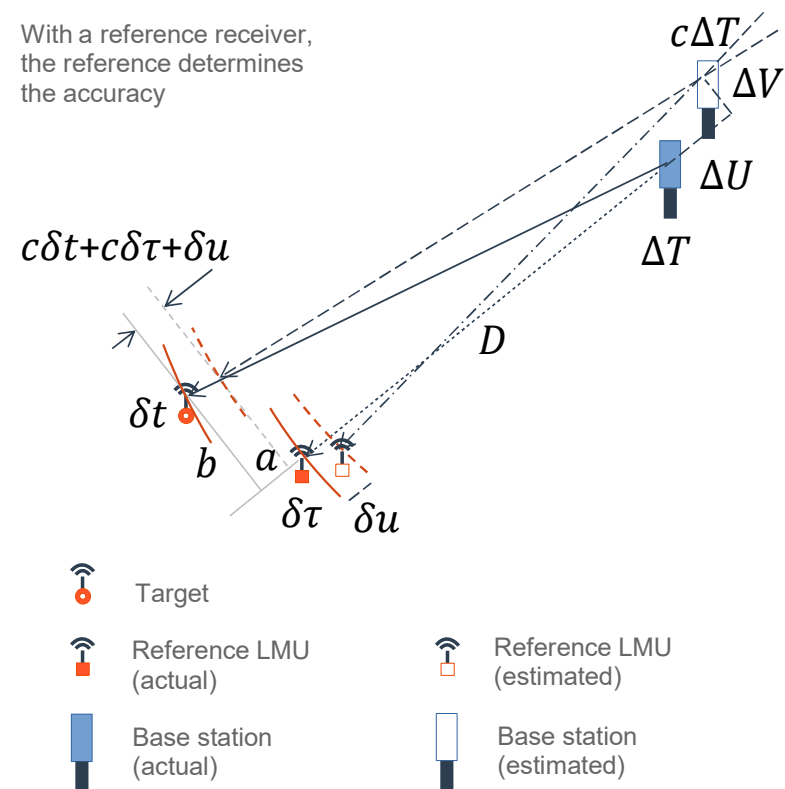 With a reference receiver,
the reference determines
the accuracy
cΔT
ΔV
ΔU
ΔT
cδt+cδτ+δu
D
δt
b
a
δτ
δu
Target
Reference LMU
(actual)
Reference LMU
(estimated)
Base station
(actual)
Base station
(estimated)